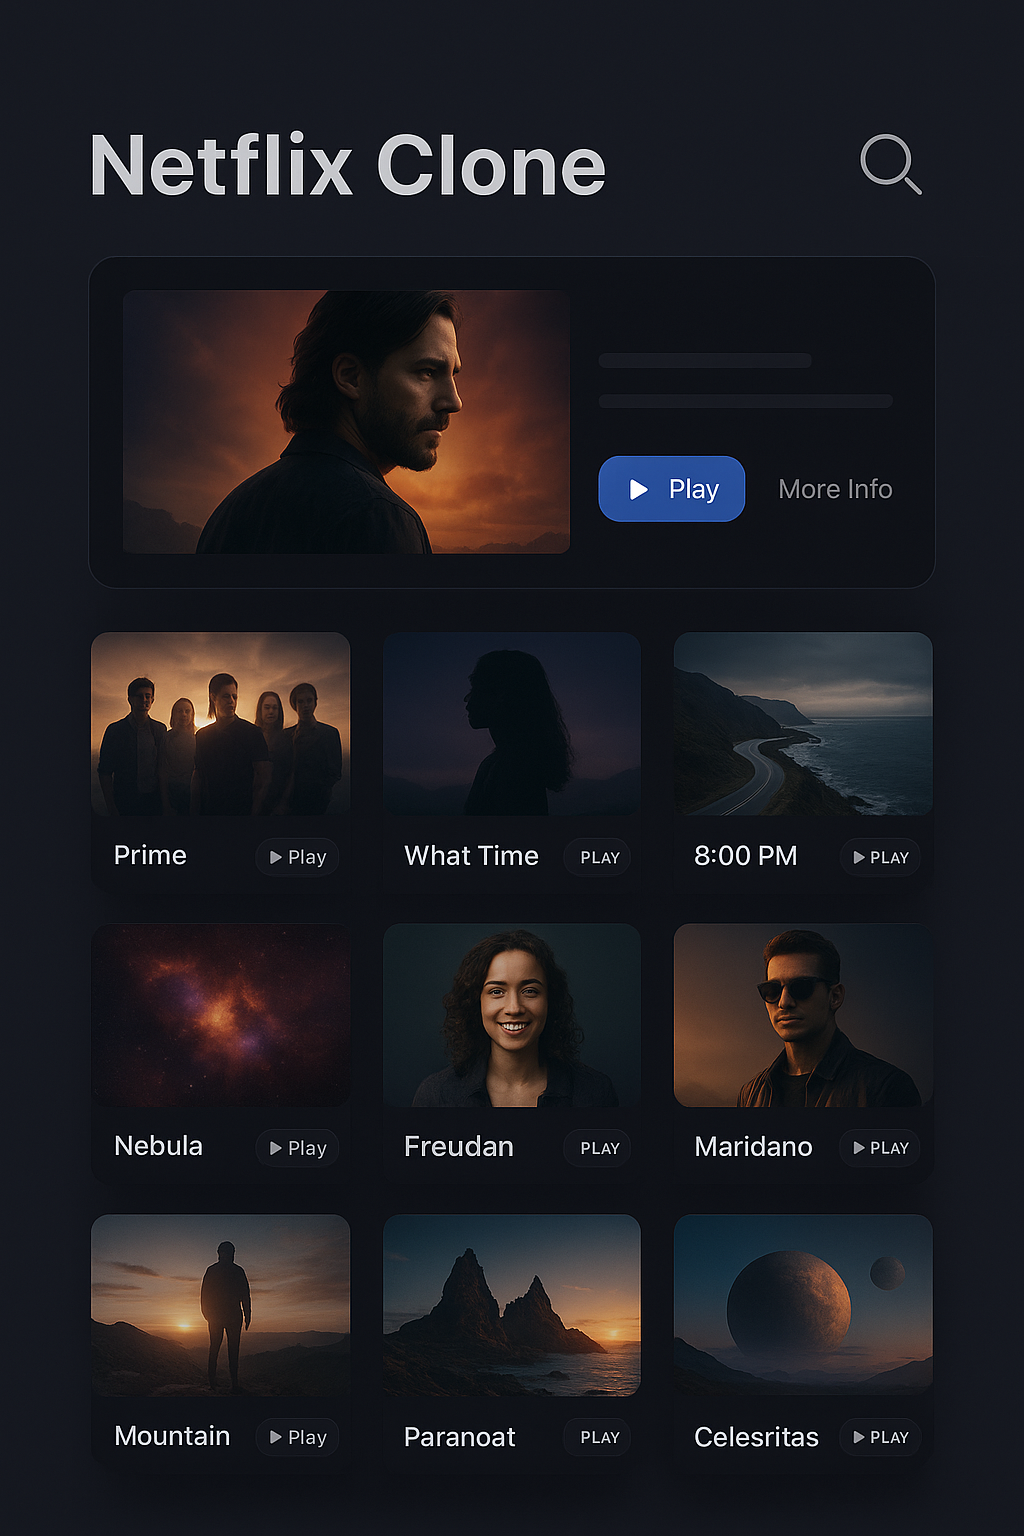 Netflix Clone
Play
More Info
Prime
Play
What Time
PLAY
8:00 PM
PLAY
Nebula
Play
Freudan
PLAY
Maridano
PLAY
Mountain
Play
Paranoat
PLAY
Celesritas
PLAY